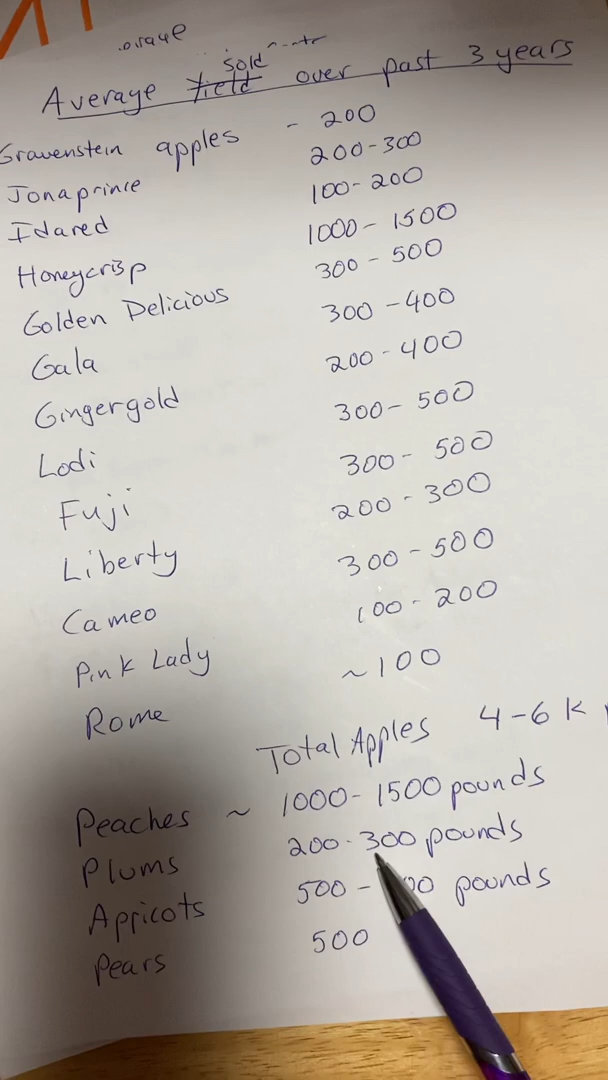 Average yield sold over past 3 years
Gravenstein apples - 200
Jonaprince 200-300
Idared 100-200
Honeycrisp 1000-1500
Golden Delicious 300-500
Gala 300-400
Gingergold 200-400
Lodi 300-500
Fuji 300-500
Liberty 200-300
Cameo 300-500
Pink Lady 100-200
Rome ~100
Total Apples 4-6 K
Peaches ~ 1000-1500 pounds
Plums 200-300 pounds
Apricots 500- pounds
Pears 500